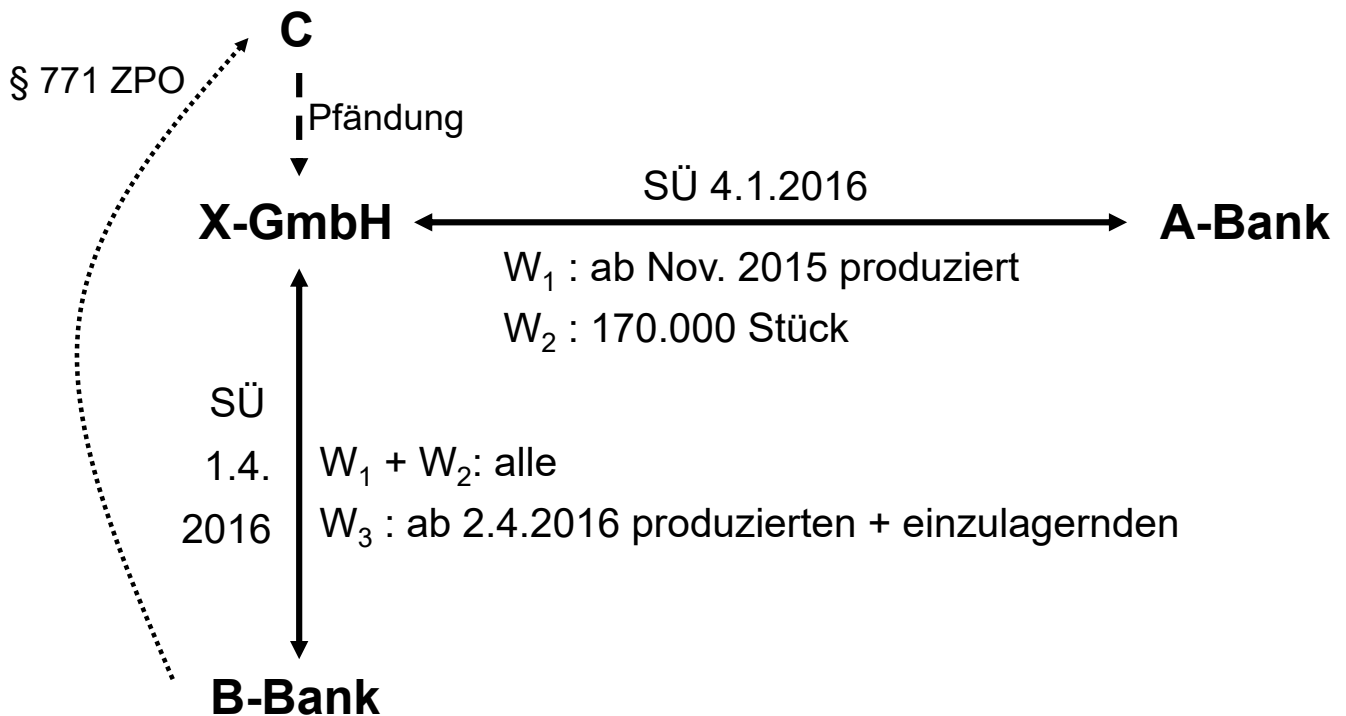 C
§ 771 ZPO
Pfändung
SÜ 4.1.2016
X-GmbH
A-Bank
W₁ : ab Nov. 2015 produziert
W₂ : 170.000 Stück
SÜ
1.4.
2016
W₁ + W₂: alle
W₃ : ab 2.4.2016 produzierten + einzulagernden
B-Bank